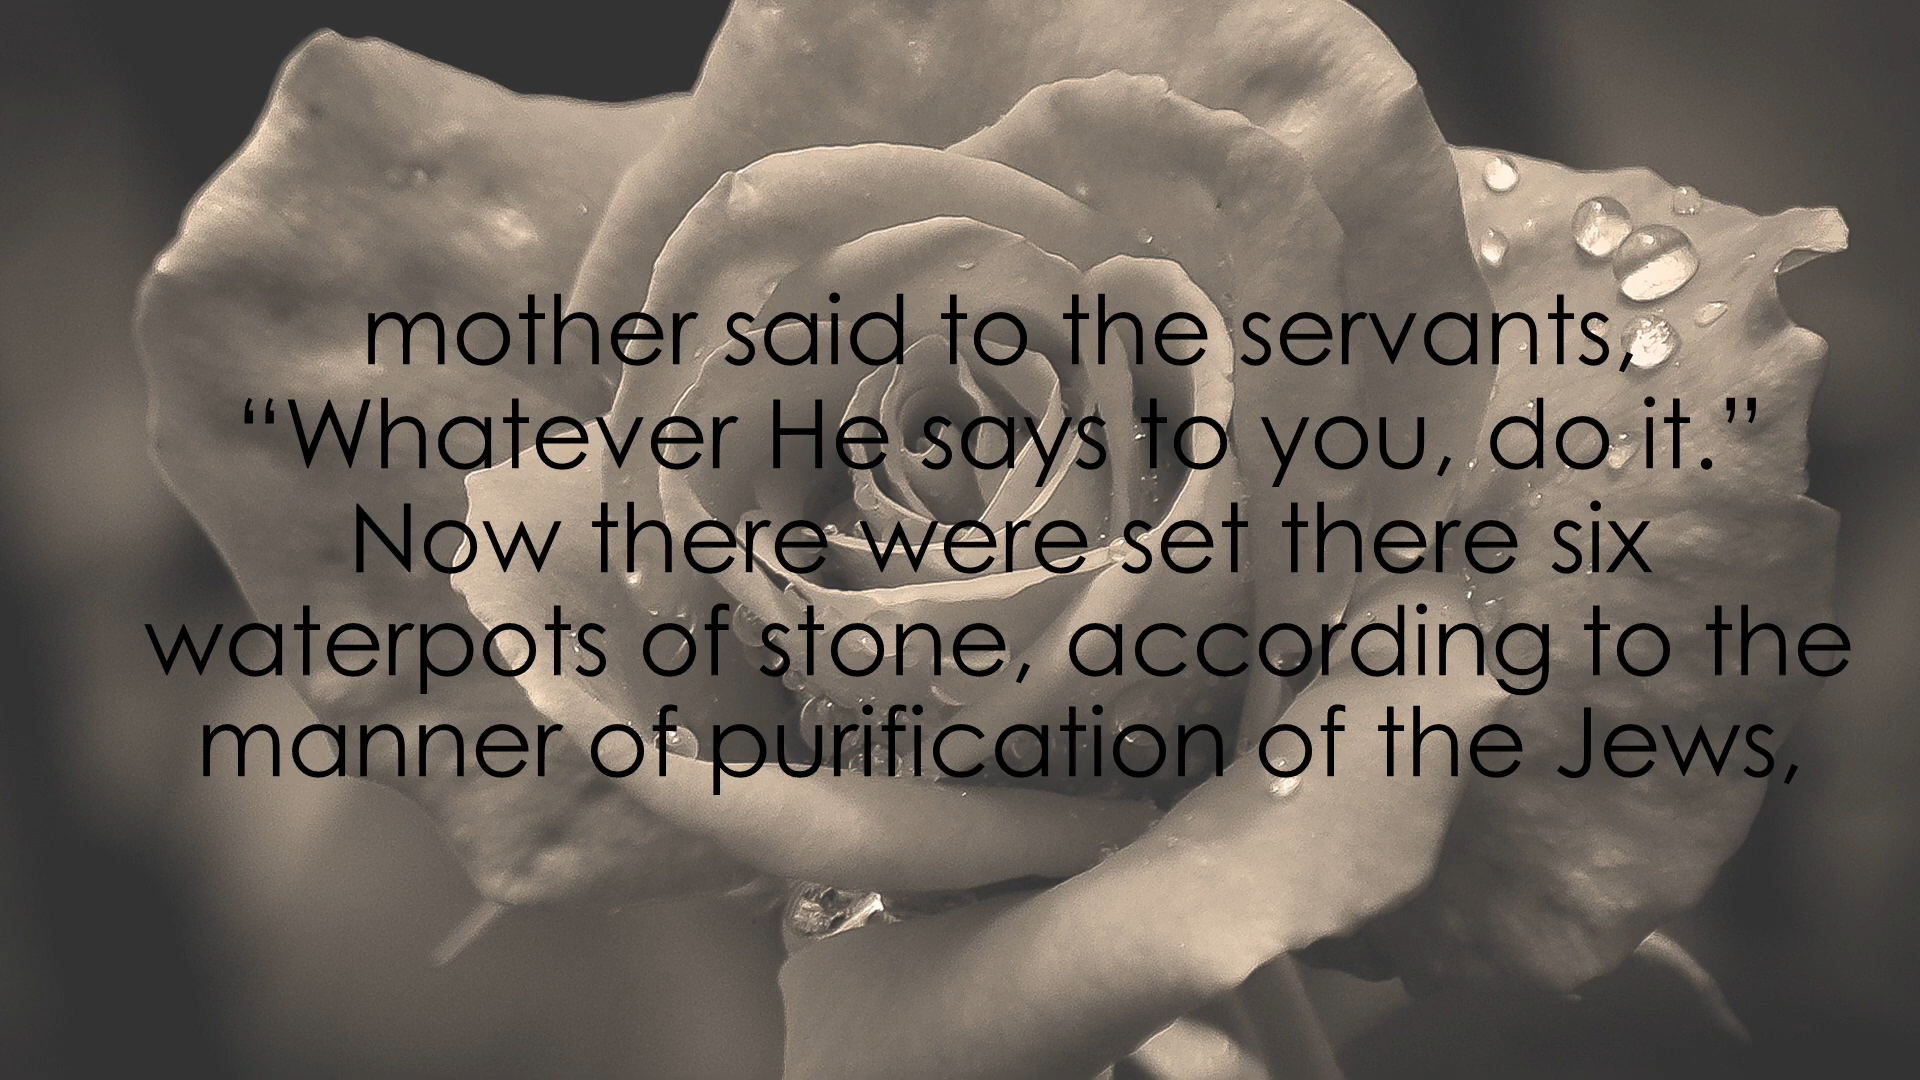 mother said to the servants,
“Whatever He says to you, do it.”
Now there were set there six
waterpots of stone, according to the
manner of purification of the Jews,